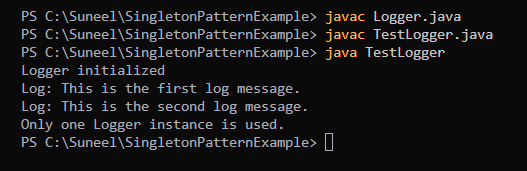 PS C:\Suneel\SingletonPatternExample> javac Logger.java
PS C:\Suneel\SingletonPatternExample> javac TestLogger.java
PS C:\Suneel\SingletonPatternExample> java TestLogger
Logger initialized
Log: This is the first log message.
Log: This is the second log message.
Only one Logger instance is used.
PS C:\Suneel\SingletonPatternExample>